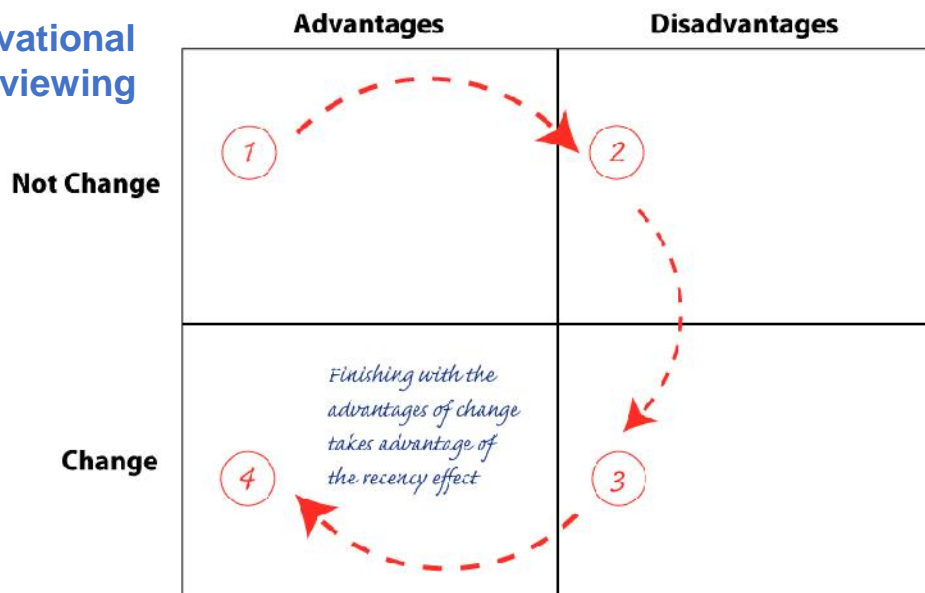 vational
viewing
Advantages
Disadvantages
Not Change
1
2
Change
4
Finishing with the
advantages of change
takes advantage of
the recency effect
3